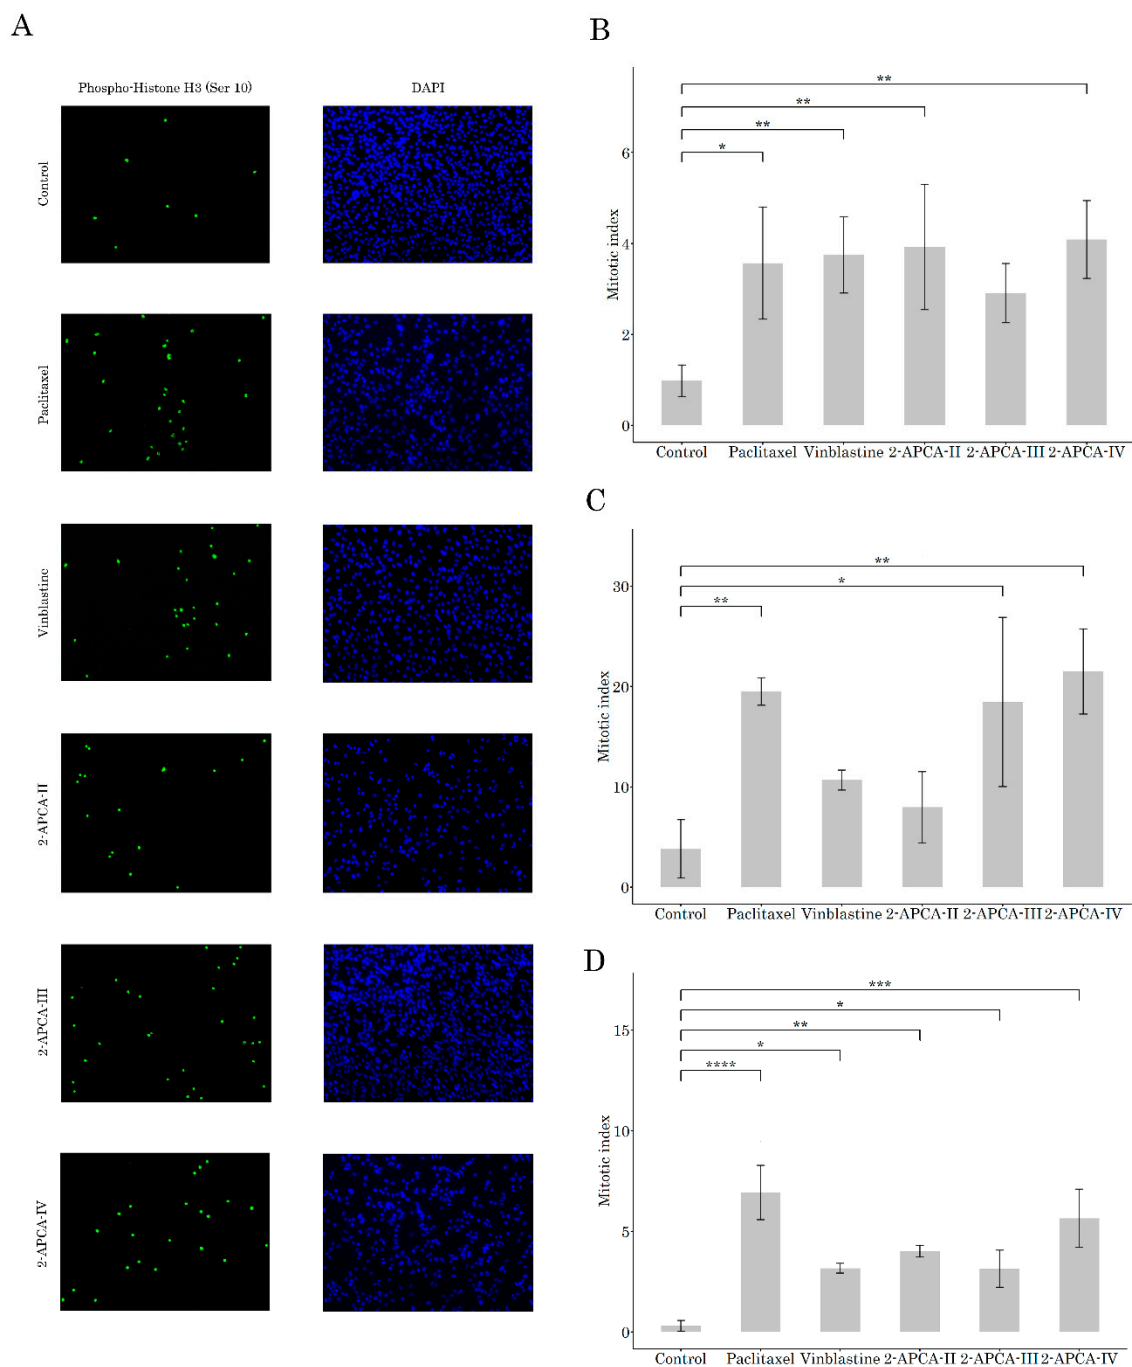 A
Phospho-Histone H3 (Ser 10)
DAPI
Control
Paclitaxel
Vinblastine
2-APCA-II
2-APCA-III
2-APCA-IV
B
**
**
**
*
6
4
2
0
Mitotic index
Control Paclitaxel Vinblastine 2-APCA-II 2-APCA-III 2-APCA-IV
C
**
*
**
30
20
10
0
Mitotic index
Control Paclitaxel Vinblastine 2-APCA-II 2-APCA-III 2-APCA-IV
D
***
*
**
*
****
15
10
5
0
Mitotic index
Control Paclitaxel Vinblastine 2-APCA-II 2-APCA-III 2-APCA-IV